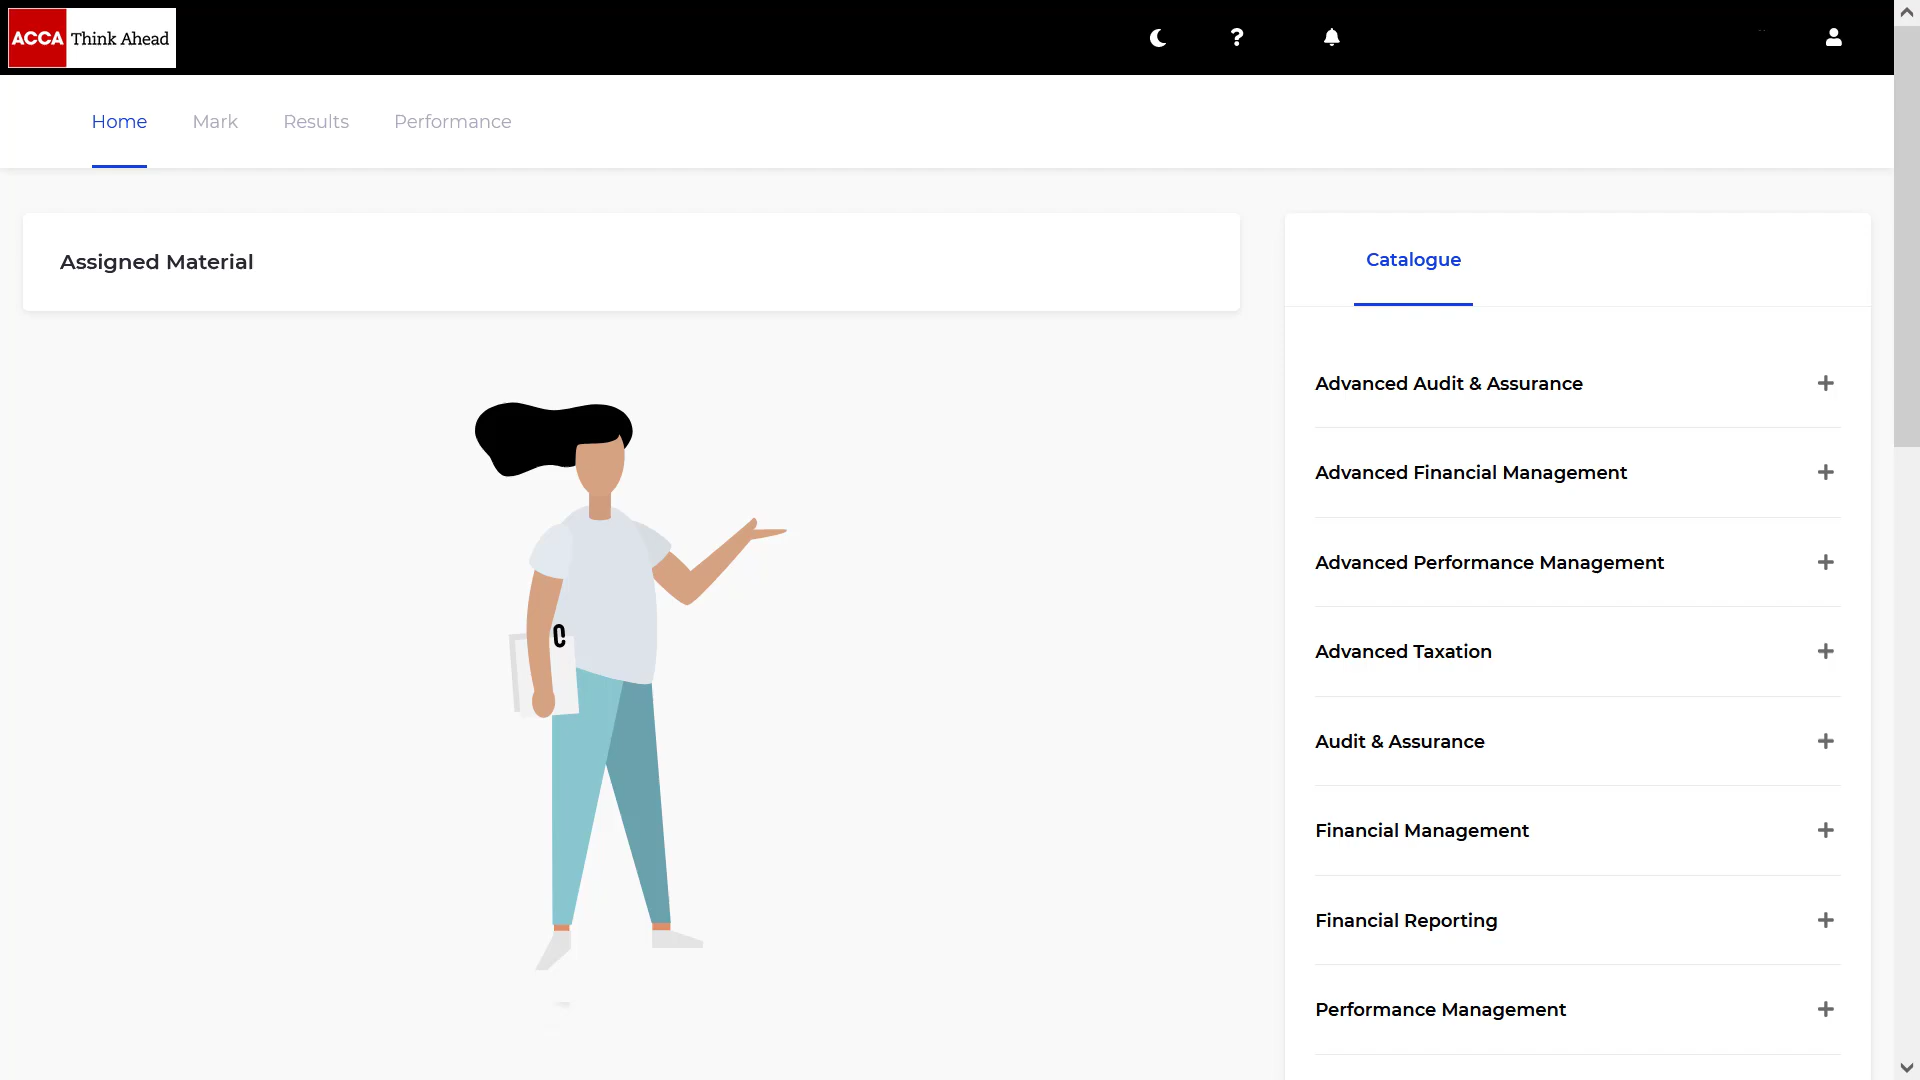 ACCA Think Ahead
Home Mark Results Performance
Assigned Material
Catalogue
Advanced Audit & Assurance
Advanced Financial Management
Advanced Performance Management
Advanced Taxation
Audit & Assurance
Financial Management
Financial Reporting
Performance Management